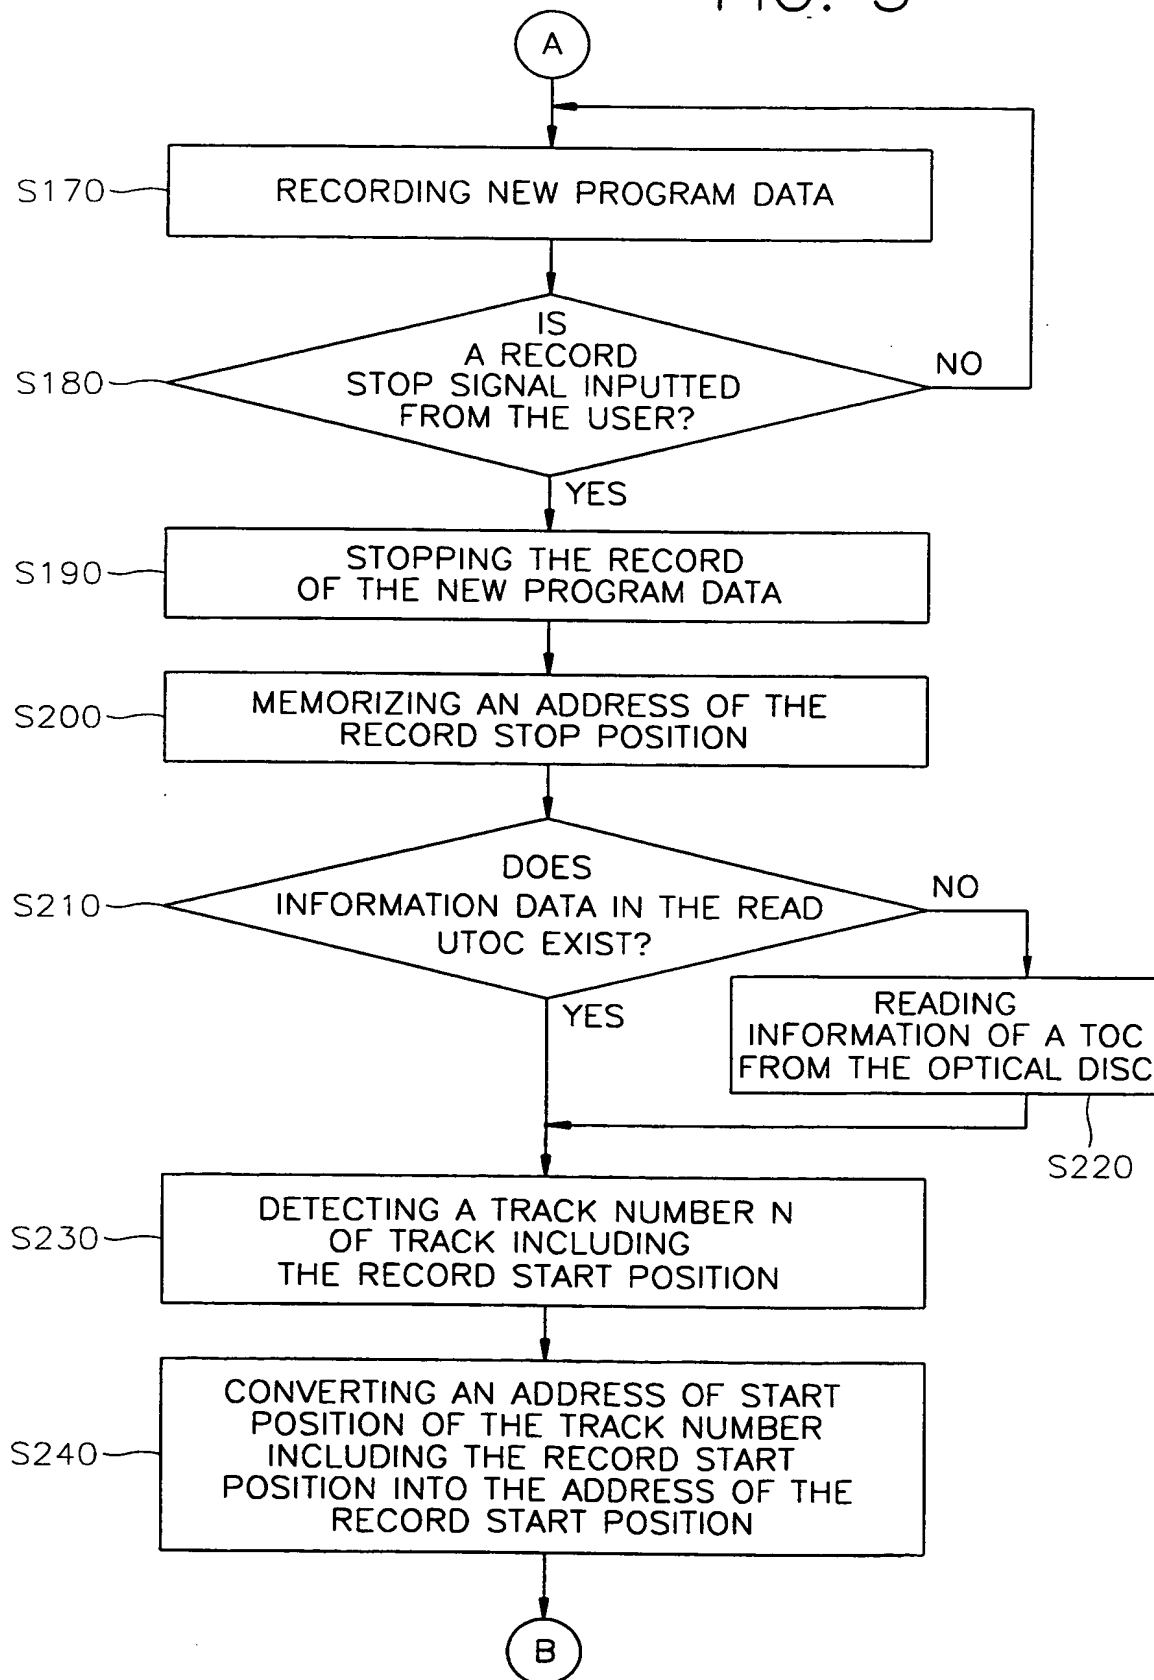 A
S170
RECORDING NEW PROGRAM DATA
S180
IS
A RECORD
STOP SIGNAL INPUTTED
FROM THE USER?
NO
YES
S190
STOPPING THE RECORD
OF THE NEW PROGRAM DATA
S200
MEMORIZING AN ADDRESS OF THE
RECORD STOP POSITION
S210
DOES
INFORMATION DATA IN THE READ
UTOC EXIST?
NO
YES
READING
INFORMATION OF A TOC
FROM THE OPTICAL DISC
S220
S230
DETECTING A TRACK NUMBER N
OF TRACK INCLUDING
THE RECORD START POSITION
S240
CONVERTING AN ADDRESS OF START
POSITION OF THE TRACK NUMBER
INCLUDING THE RECORD START
POSITION INTO THE ADDRESS OF THE
RECORD START POSITION
B